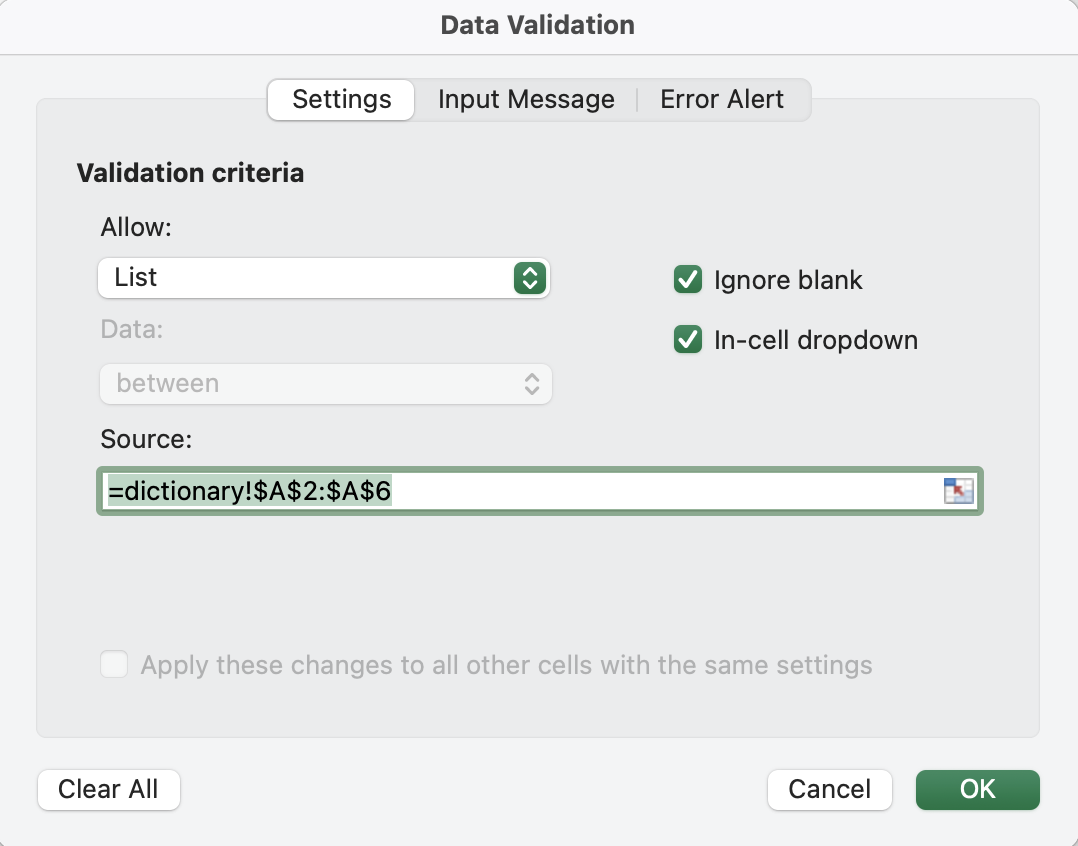 Data Validation
Settings
Input Message
Error Alert
Validation criteria
Allow:
List
Ignore blank
Data:
In-cell dropdown
between
Source:
=dictionary!$A$2:$A$6
Apply these changes to all other cells with the same settings
Clear All
Cancel
OK